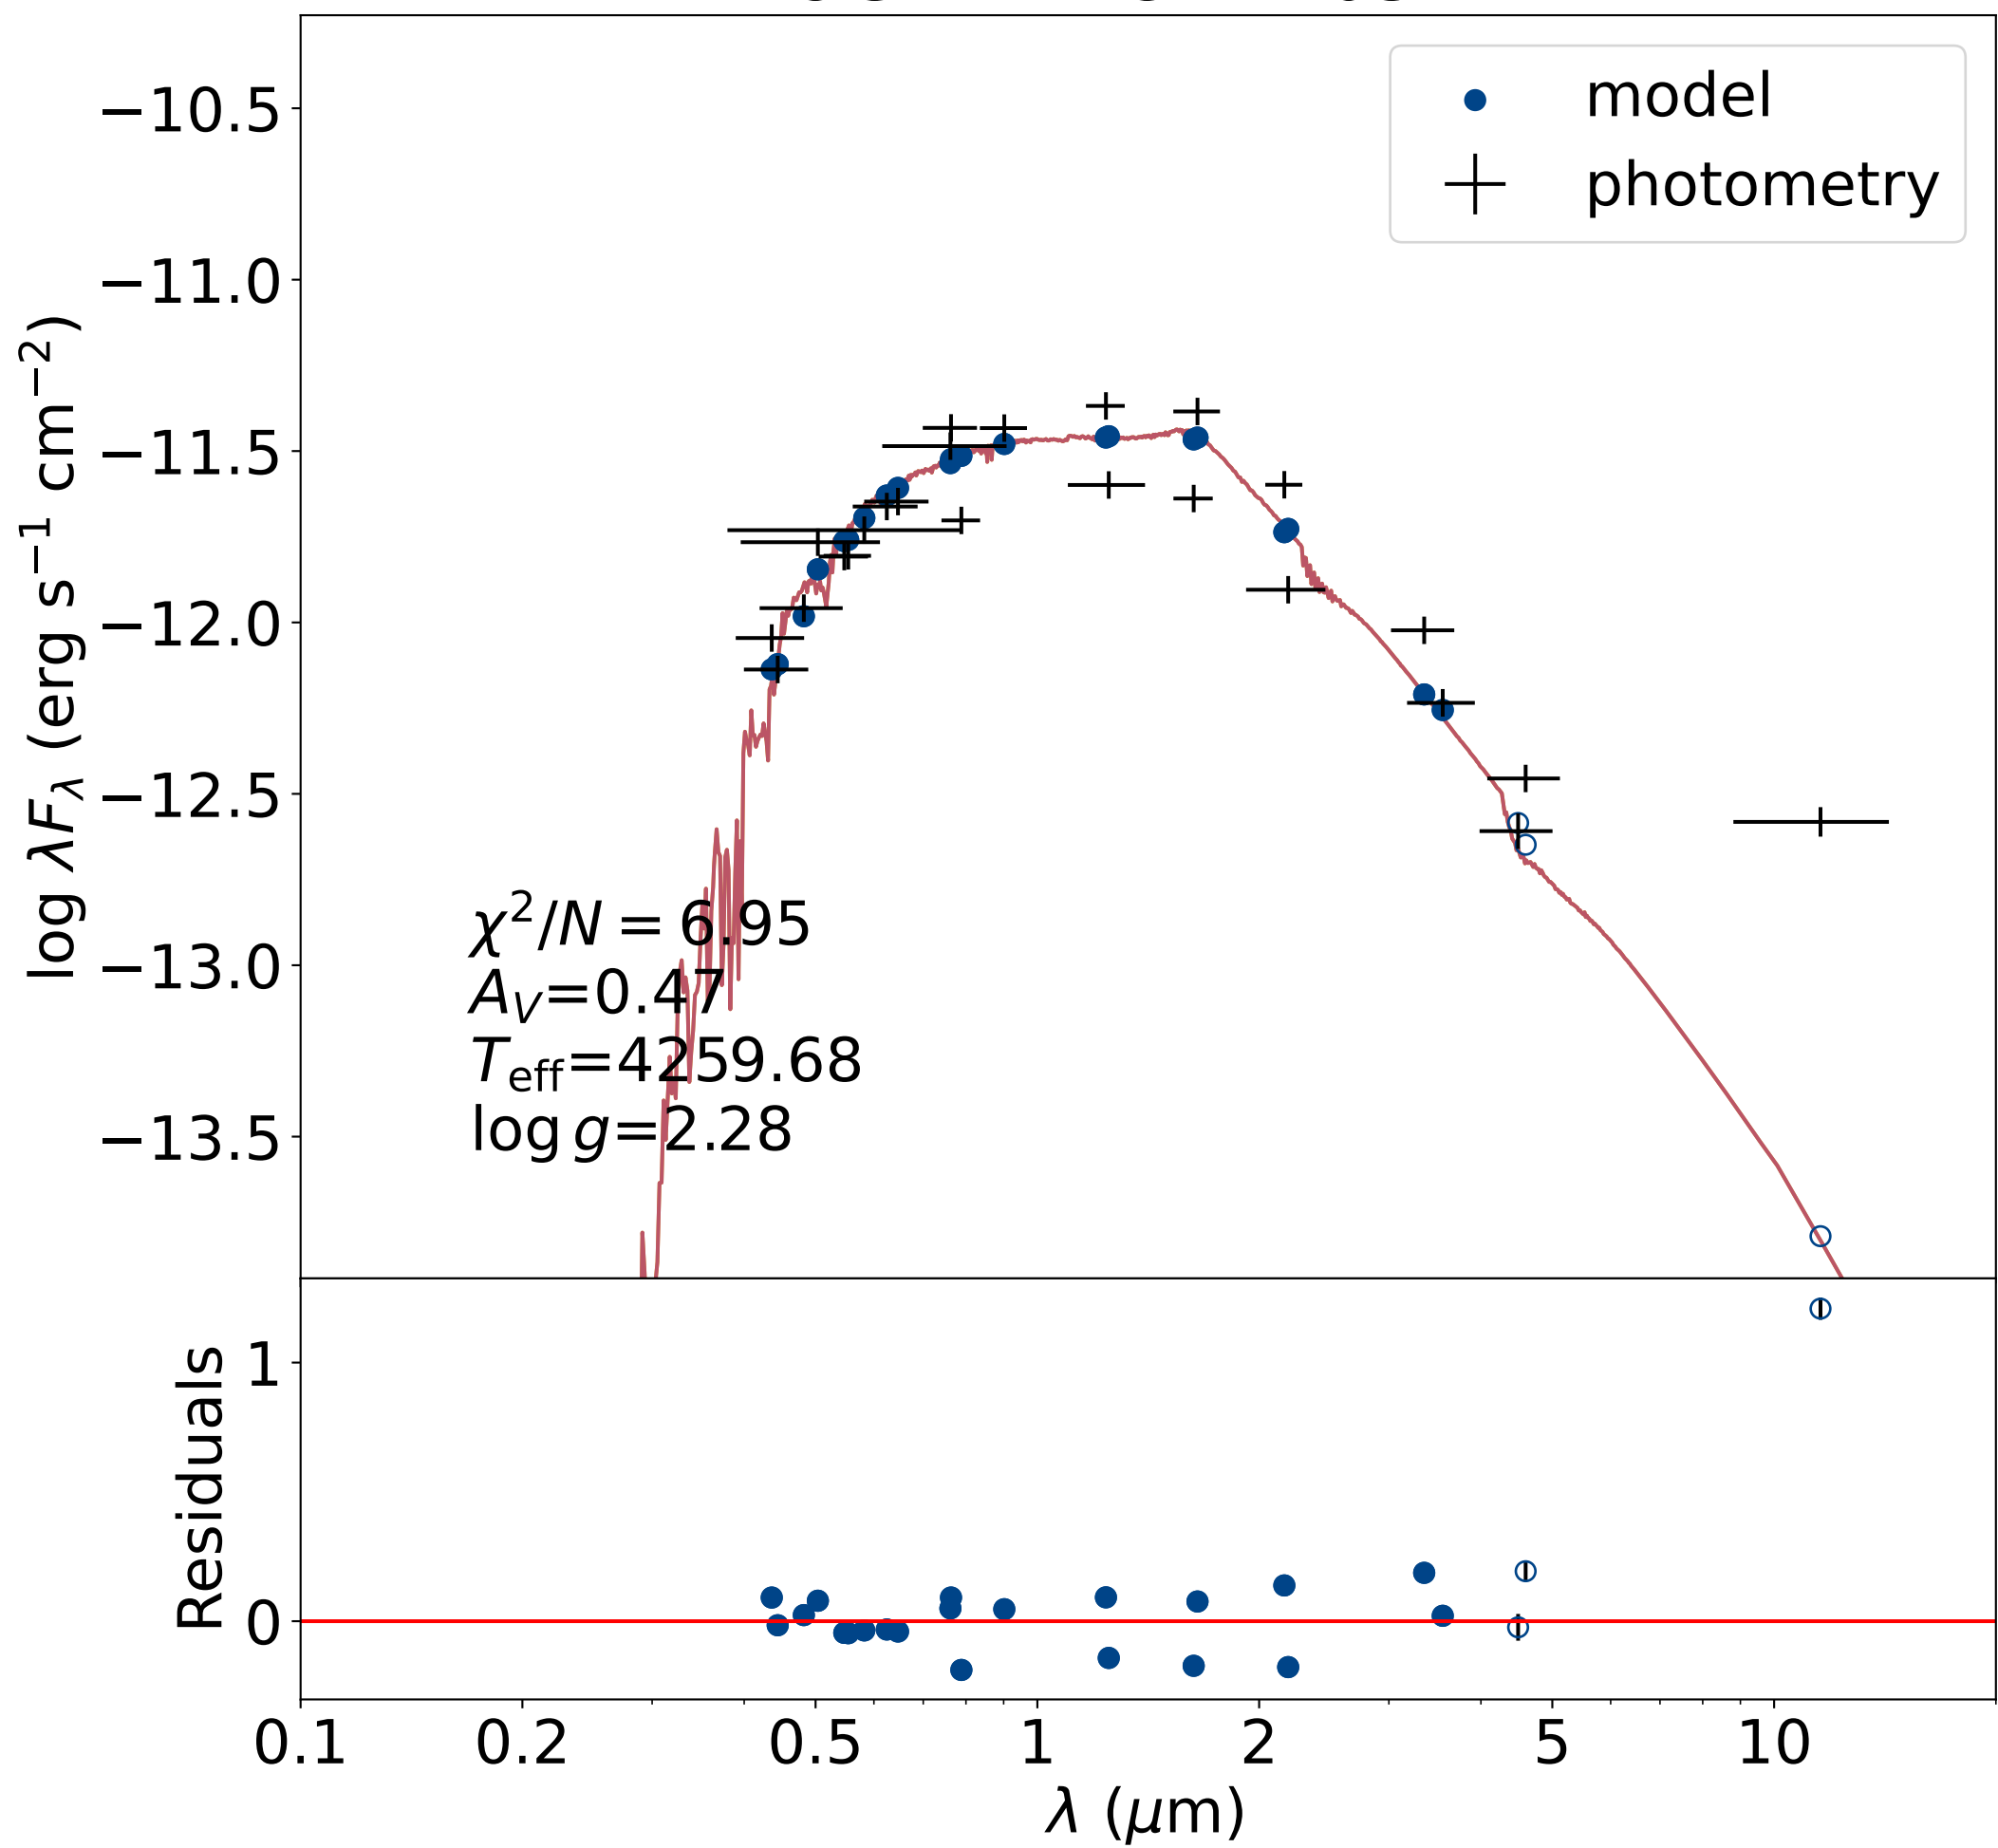 model
photometry
−10.5
−11.0
−11.5
−12.0
−12.5
−13.0
−13.5
log λF_λ (erg s⁻¹ cm⁻²)
χ²/N = 6.95
A_V=0.47
T_eff=4259.68
log g=2.28
1
0
Residuals
0.1 0.2 0.5 1 2 5 10
λ (μm)